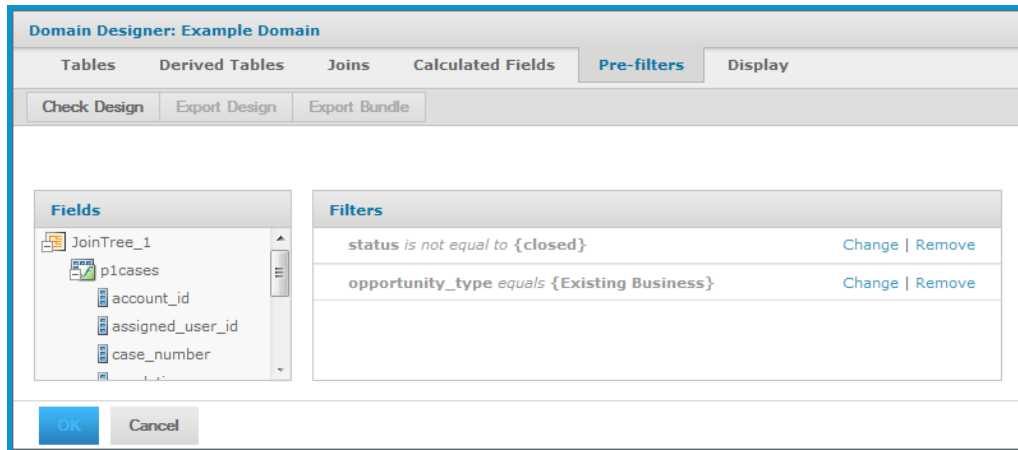 Domain Designer: Example Domain
Tables Derived Tables Joins Calculated Fields Pre-filters Display
Check Design Export Design Export Bundle
Fields
JoinTree_1
p1cases
account_id
assigned_user_id
case_number
Filters
status is not equal to {closed} Change | Remove
opportunity_type equals {Existing Business} Change | Remove
OK Cancel